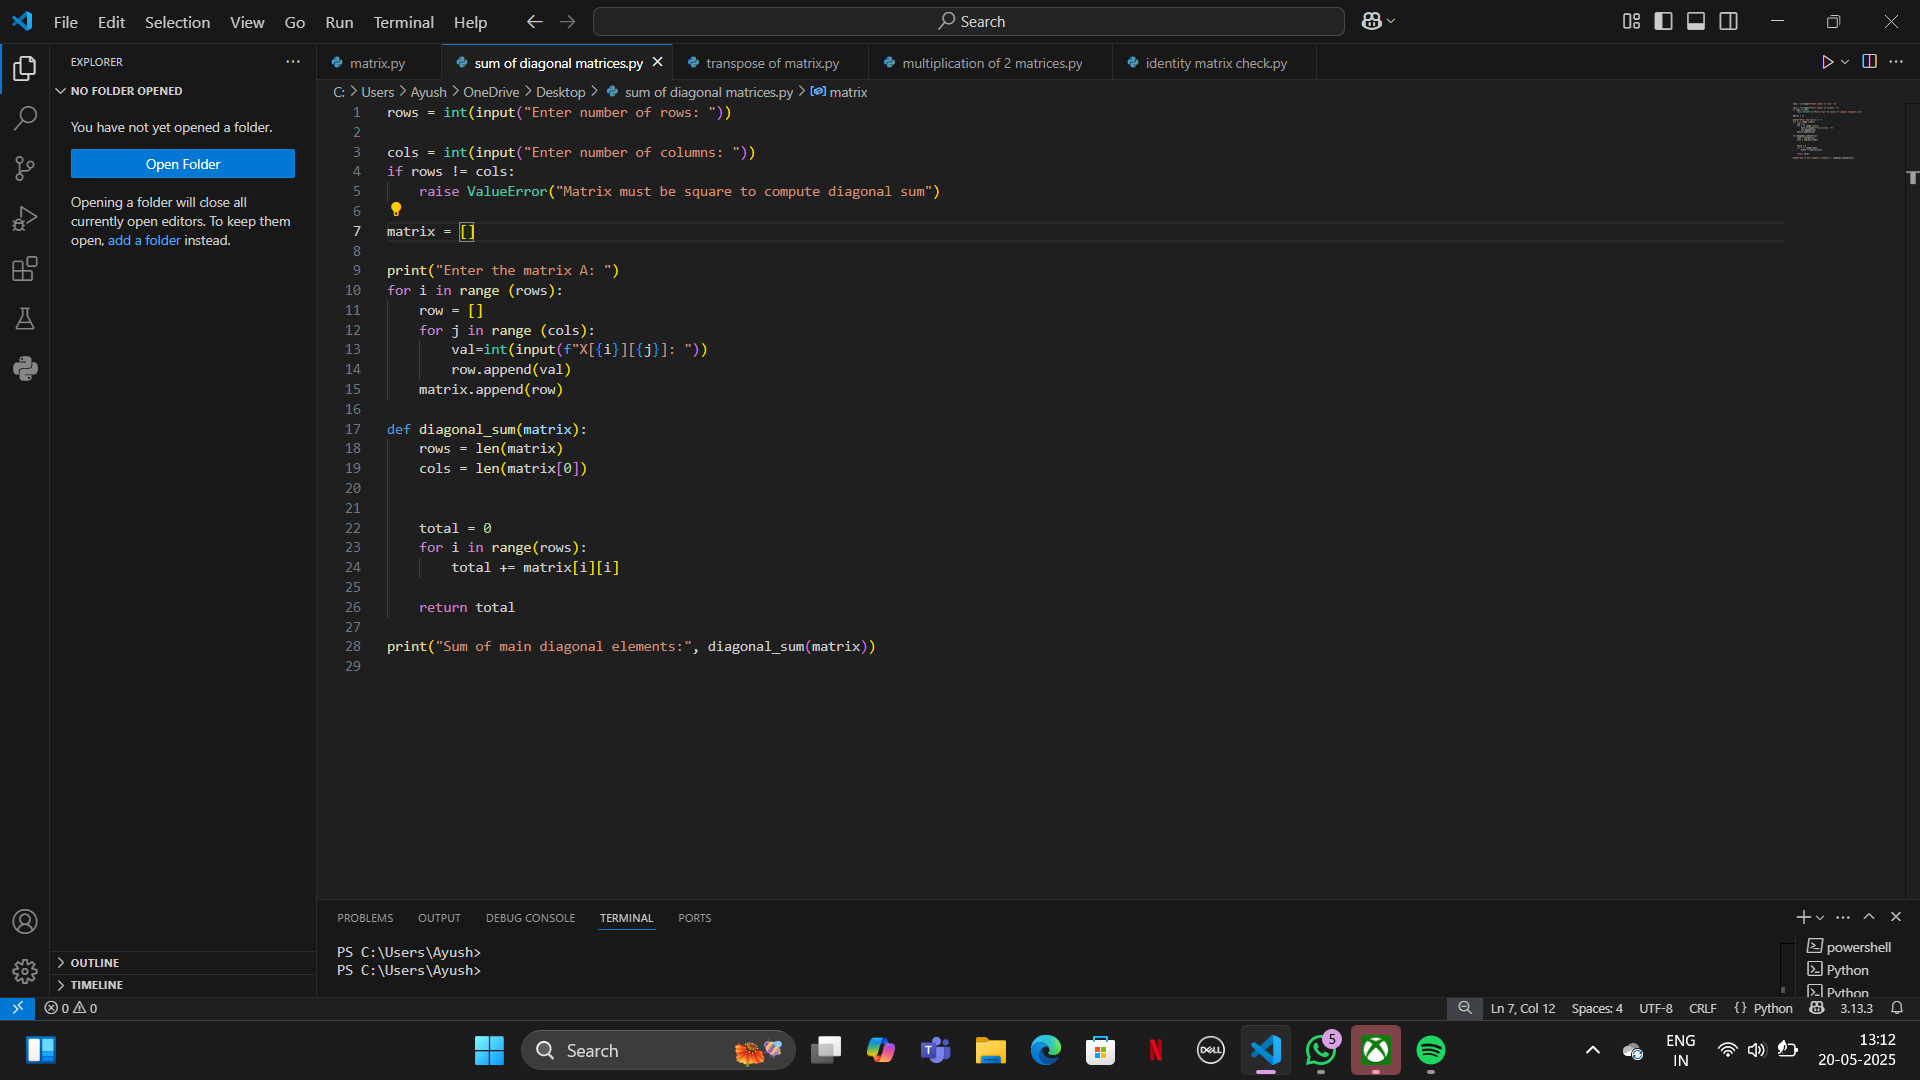 File Edit Selection View Go Run Terminal Help
Search
EXPLORER
NO FOLDER OPENED
You have not yet opened a folder.
Open Folder
Opening a folder will close all
currently open editors. To keep them
open, add a folder instead.
OUTLINE
TIMELINE
matrix.py
sum of diagonal matrices.py
transpose of matrix.py
multiplication of 2 matrices.py
identity matrix check.py
C: > Users > Ayush > OneDrive > Desktop > sum of diagonal matrices.py > matrix
1 rows = int(input("Enter number of rows: "))
2
3 cols = int(input("Enter number of columns: "))
4 if rows != cols:
5     raise ValueError("Matrix must be square to compute diagonal sum")
6
7 matrix = []
8
9 print("Enter the matrix A: ")
10 for i in range (rows):
11     row = []
12     for j in range (cols):
13         val=int(input(f"X[{i}][{j}]: "))
14         row.append(val)
15     matrix.append(row)
16
17 def diagonal_sum(matrix):
18     rows = len(matrix)
19     cols = len(matrix[0])
20
21
22     total = 0
23     for i in range(rows):
24         total += matrix[i][i]
25
26     return total
27
28 print("Sum of main diagonal elements:", diagonal_sum(matrix))
29
PROBLEMS OUTPUT DEBUG CONSOLE TERMINAL PORTS
PS C:\Users\Ayush>
PS C:\Users\Ayush>
powershell
Python
Python
0 0
Ln 7, Col 12 Spaces: 4 UTF-8 CRLF {} Python 3.13.3
Search
DELL
5
ENG
IN
13:12
20-05-2025